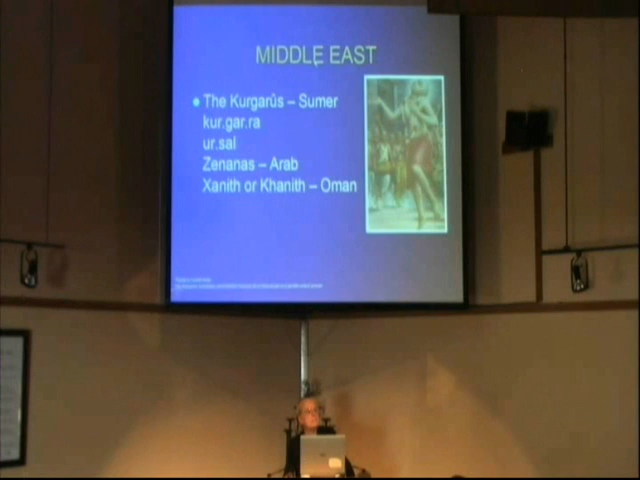 MIDDLE EAST
● The Kurgarûs – Sumer
kur.gar.ra
ur.sal
Zenanas – Arab
Xanith or Khanith – Oman